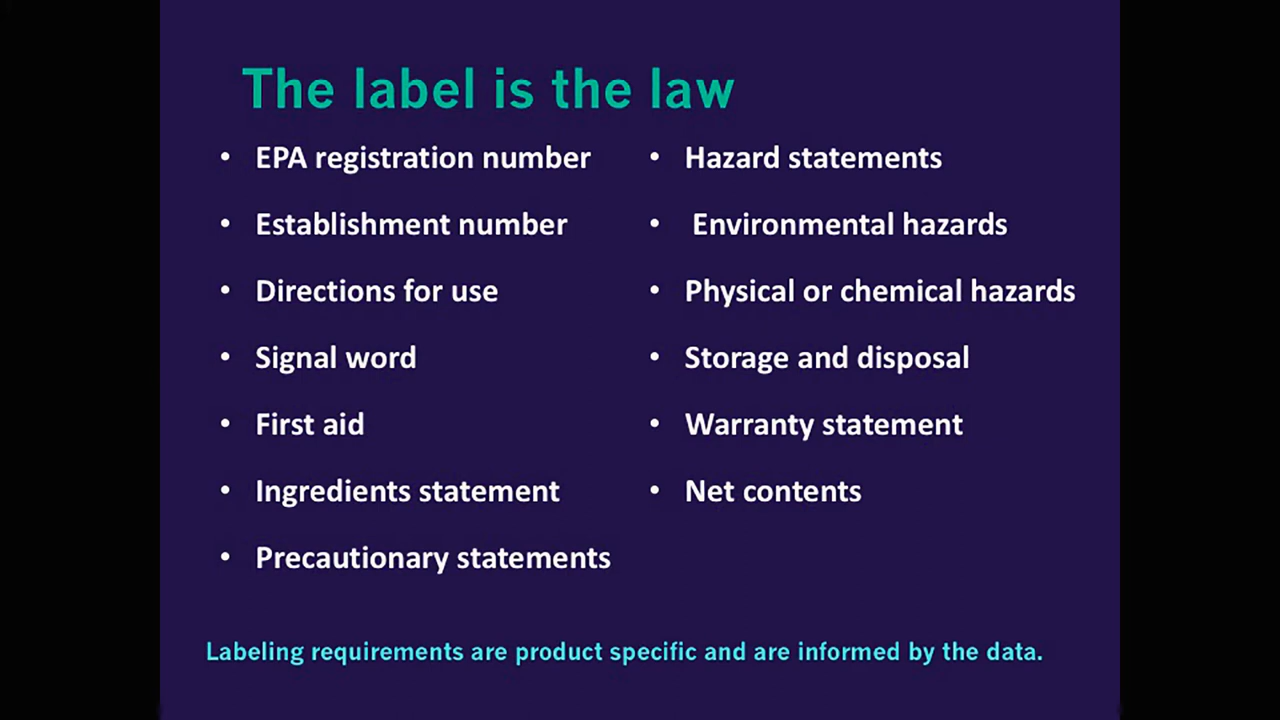 The label is the law
• EPA registration number
• Establishment number
• Directions for use
• Signal word
• First aid
• Ingredients statement
• Precautionary statements
• Hazard statements
• Environmental hazards
• Physical or chemical hazards
• Storage and disposal
• Warranty statement
• Net contents
Labeling requirements are product specific and are informed by the data.